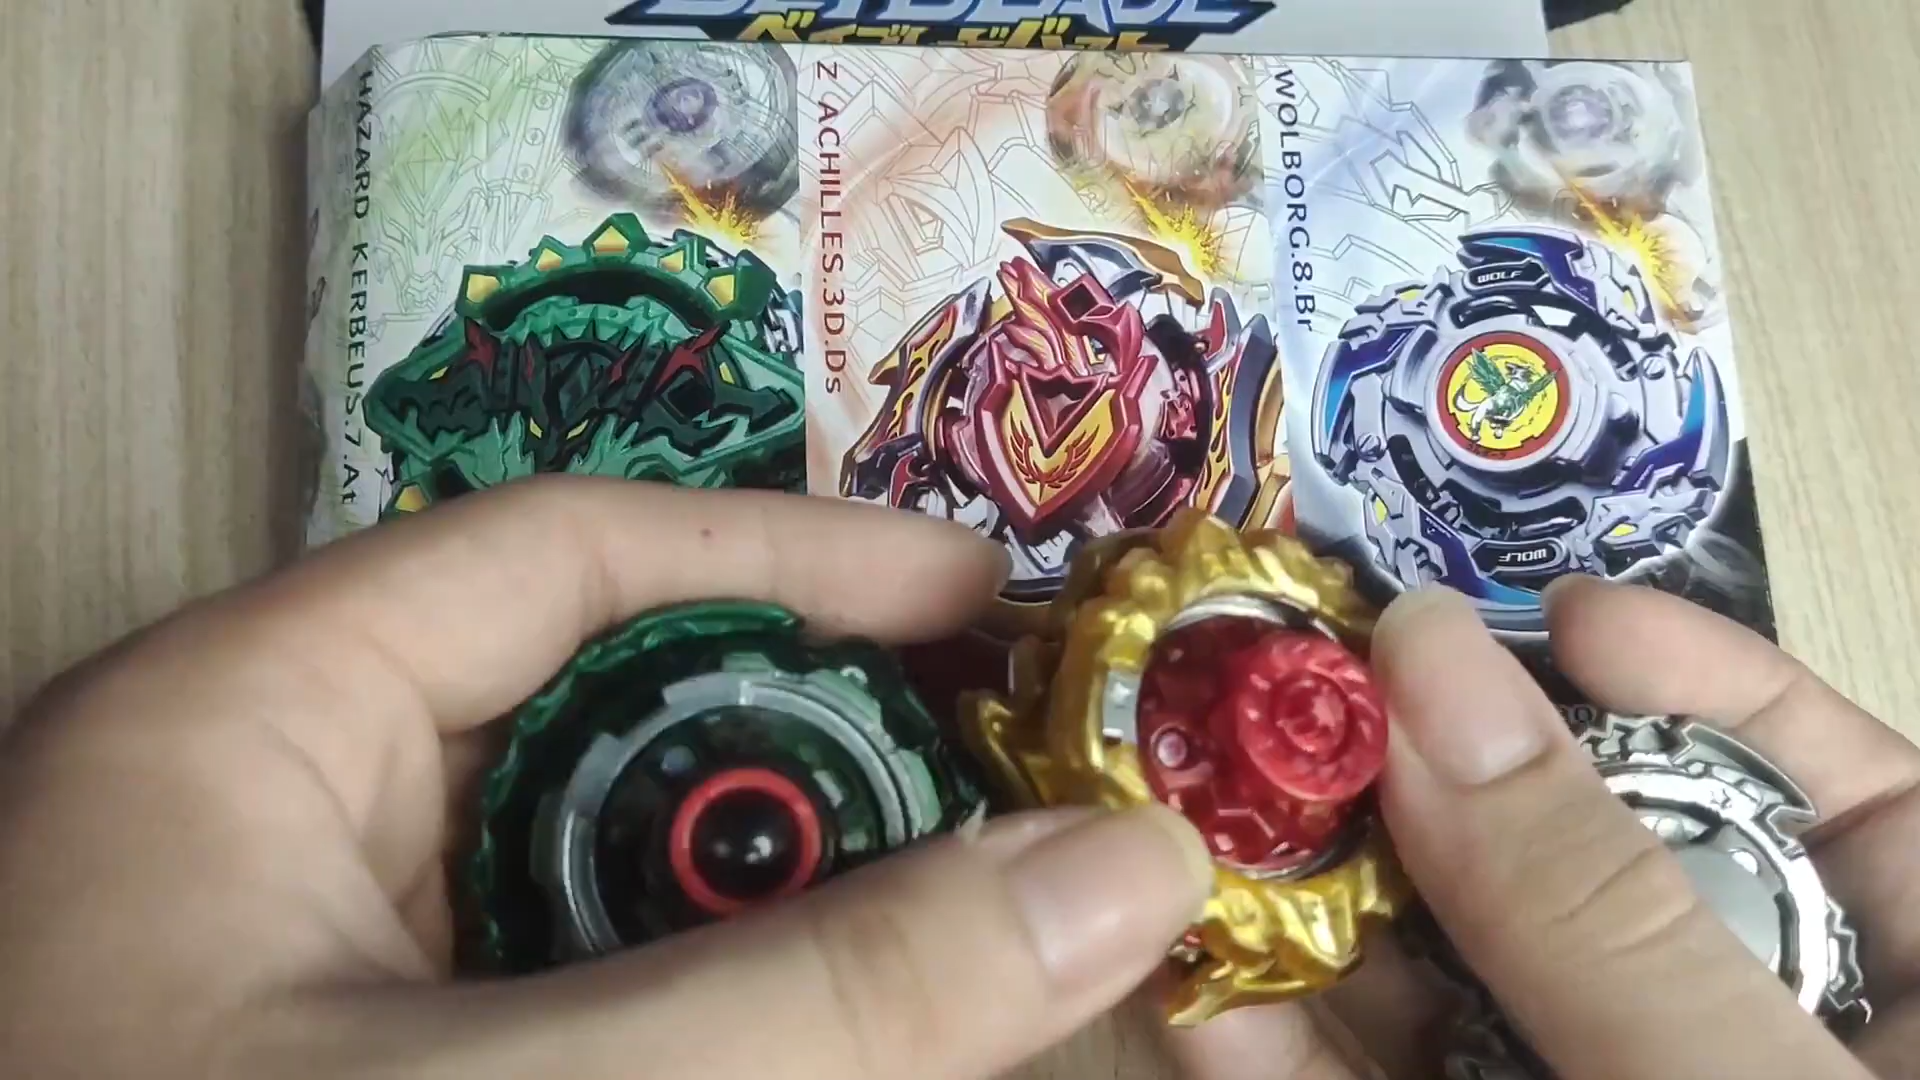 BEYBLADE
ベイブレードバースト
HAZARD KERBEUS.7.At
Z ACHILLES.3D.Ds
WOLBORG.8.Br
WOLF
WOLF